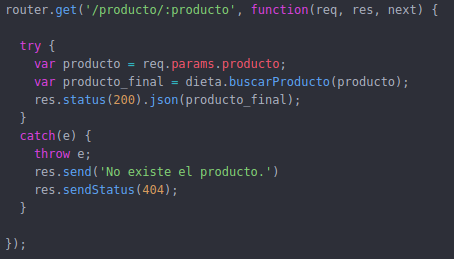 router.get('/producto/:producto', function(req, res, next) {
try {
var producto = req.params.producto;
var producto_final = dieta.buscarProducto(producto);
res.status(200).json(producto_final);
}
catch(e) {
throw e;
res.send('No existe el producto.')
res.sendStatus(404);
}
});